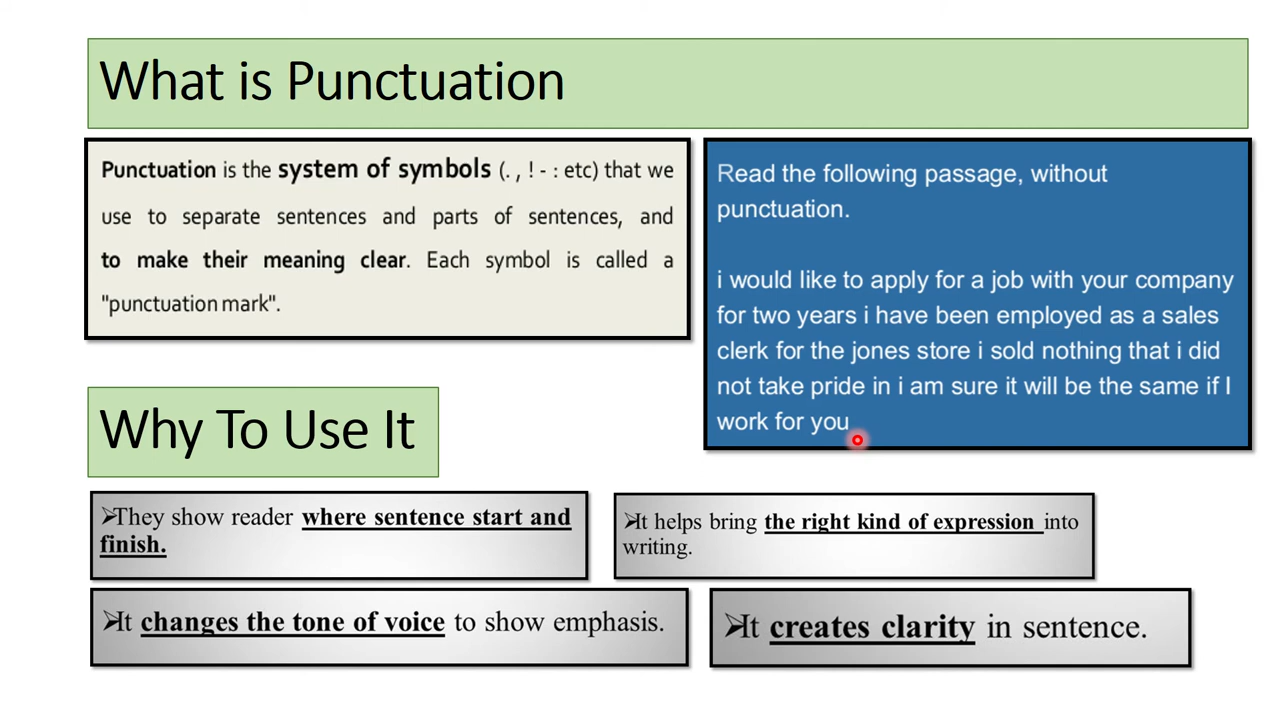 What is Punctuation
Punctuation is the system of symbols (. , ! - : etc) that we
use to separate sentences and parts of sentences, and
to make their meaning clear. Each symbol is called a
"punctuation mark".
Read the following passage, without
punctuation.
i would like to apply for a job with your company
for two years i have been employed as a sales
clerk for the jones store i sold nothing that i did
not take pride in i am sure it will be the same if I
work for you
Why To Use It
➢They show reader where sentence start and
finish.
➢It helps bring the right kind of expression into
writing.
➢It changes the tone of voice to show emphasis.
➢It creates clarity in sentence.